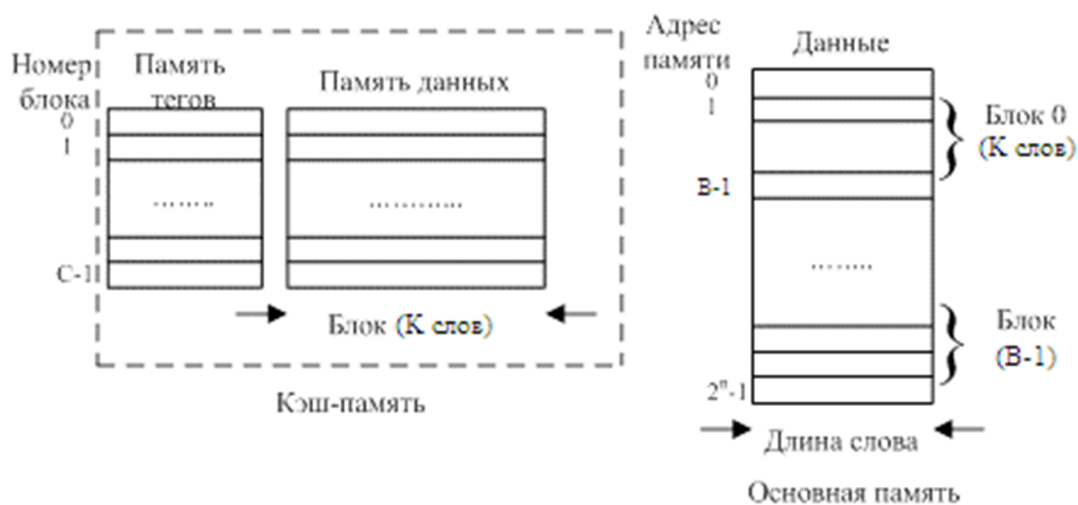 Номер
блока
Память
тегов
Память данных
0
1
........
............
С-1
Блок (К слов)
Кэш-память
Адрес
памяти
Данные
0
1
Блок 0
(К слов)
В-1
........
Блок
(В-1)
2ⁿ-1
Длина слова
Основная память